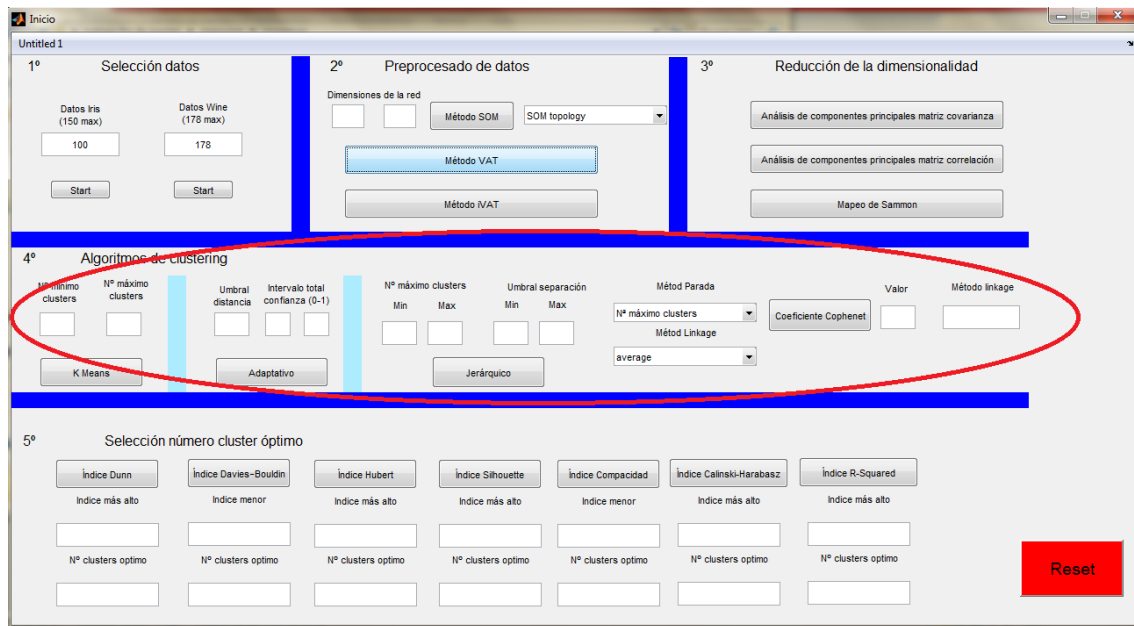 Inicio
Untitled 1
1º Selección datos
Datos Iris
(150 max)
Datos Wine
(178 max)
100
178
Start
Start
2º Preprocesado de datos
Dimensiones de la red
Método SOM
SOM topology
Método VAT
Método iVAT
3º Reducción de la dimensionalidad
Análisis de componentes principales matriz covarianza
Análisis de componentes principales matriz correlación
Mapeo de Sammon
4º Algoritmos de clustering
Nº mínimo
clusters
Nº máximo
clusters
K Means
Umbral
distancia
Intervalo total
confianza (0-1)
Adaptativo
Nº máximo clusters
Min Max
Umbral separación
Min Max
Jerárquico
Métod Parada
Nª máximo clusters
Métod Linkage
average
Coeficiente Cophenet
Valor
Método linkage
5º Selección número cluster óptimo
Índice Dunn
Índice Davies-Bouldin
Índice Hubert
Índice Silhouette
Índice Compacidad
Índice Calinski-Harabasz
Índice R-Squared
Indice más alto
Indice menor
Indice más alto
Indice más alto
Indice menor
Indice más alto
Indice más alto
Nº clusters optimo
Nº clusters optimo
Nº clusters optimo
Nº clusters optimo
Nº clusters optimo
Nº clusters optimo
Nº clusters optimo
Reset